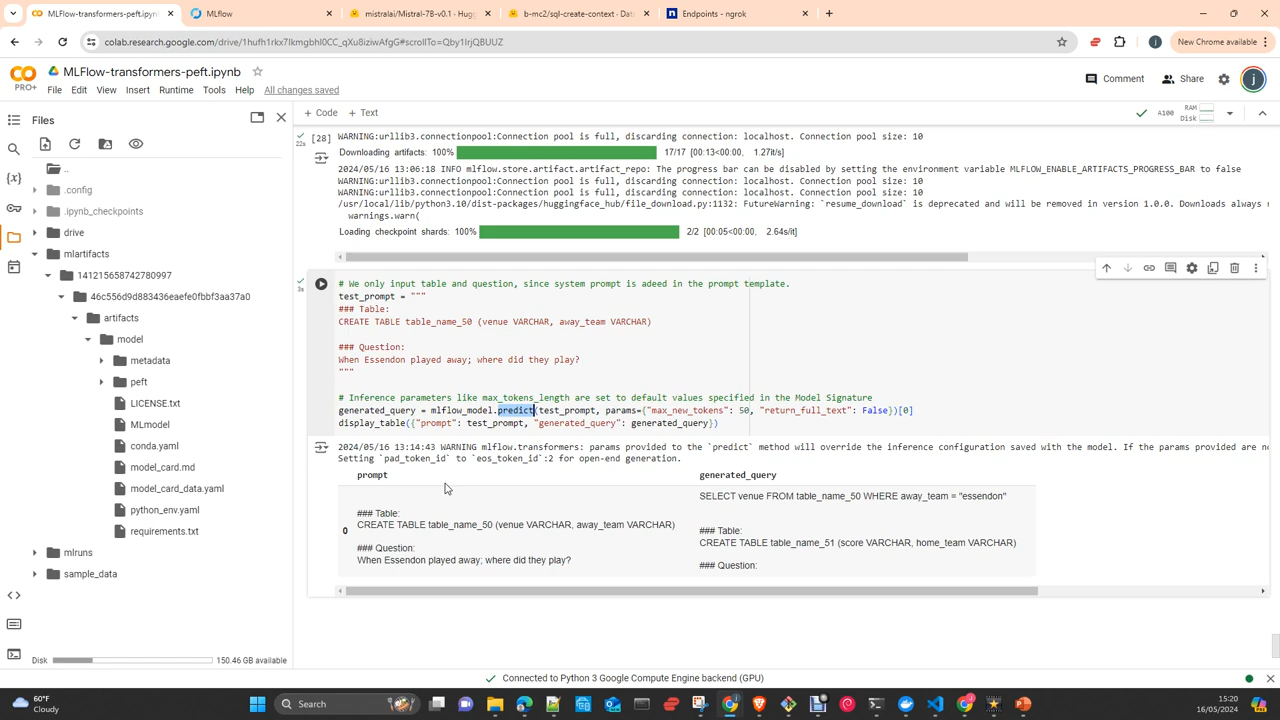 MLFlow-transformers-peft.ipynb
MLflow
mistralai/Mistral-7B-v0.1 - Hugg
b-mc2/sql-create-context - Data
Endpoints - ngrok
colab.research.google.com/drive/1hufh1rkx7IkmgbhI0CC_qXu8iziwAfgG#scrollTo=Qby1IrjQBUUZ
New Chrome available
PRO+
MLFlow-transformers-peft.ipynb
File Edit View Insert Runtime Tools Help All changes saved
Comment
Share
Files
+ Code + Text
A100
RAM
Disk
..
.config
.ipynb_checkpoints
drive
mlartifacts
141215658742780997
46c556d9d883436eaefe0fbbf3aa37a0
artifacts
model
metadata
peft
LICENSE.txt
MLmodel
conda.yaml
model_card.md
model_card_data.yaml
python_env.yaml
requirements.txt
mlruns
sample_data
Disk
150.46 GB available
[28]
22s
WARNING:urllib3.connectionpool:Connection pool is full, discarding connection: localhost. Connection pool size: 10
Downloading artifacts: 100% 17/17 [00:13<00:00, 1.27it/s]
2024/05/16 13:06:18 INFO mlflow.store.artifact.artifact_repo: The progress bar can be disabled by setting the environment variable MLFLOW_ENABLE_ARTIFACTS_PROGRESS_BAR to false
WARNING:urllib3.connectionpool:Connection pool is full, discarding connection: localhost. Connection pool size: 10
WARNING:urllib3.connectionpool:Connection pool is full, discarding connection: localhost. Connection pool size: 10
/usr/local/lib/python3.10/dist-packages/huggingface_hub/file_download.py:1132: FutureWarning: `resume_download` is deprecated and will be removed in version 1.0.0. Downloads always r
warnings.warn(
Loading checkpoint shards: 100% 2/2 [00:05<00:00, 2.64s/it]
3s
# We only input table and question, since system prompt is adeed in the prompt template.
test_prompt = """
### Table:
CREATE TABLE table_name_50 (venue VARCHAR, away_team VARCHAR)
### Question:
When Essendon played away; where did they play?
"""
# Inference parameters like max_tokens_length are set to default values specified in the Model Signature
generated_query = mlflow_model.predict(test_prompt, params={"max_new_tokens": 50, "return_full_text": False})[0]
display_table({"prompt": test_prompt, "generated_query": generated_query})
2024/05/16 13:14:43 WARNING mlflow.transformers: params provided to the `predict` method will override the inference configuration saved with the model. If the params provided are no
Setting `pad_token_id` to `eos_token_id`:2 for open-end generation.
prompt generated_query
0
### Table:
CREATE TABLE table_name_50 (venue VARCHAR, away_team VARCHAR)
### Question:
When Essendon played away; where did they play?
SELECT venue FROM table_name_50 WHERE away_team = "essendon"
### Table:
CREATE TABLE table_name_51 (score VARCHAR, home_team VARCHAR)
### Question:
Connected to Python 3 Google Compute Engine backend (GPU)
60°F
Cloudy
Search
15:20
16/05/2024